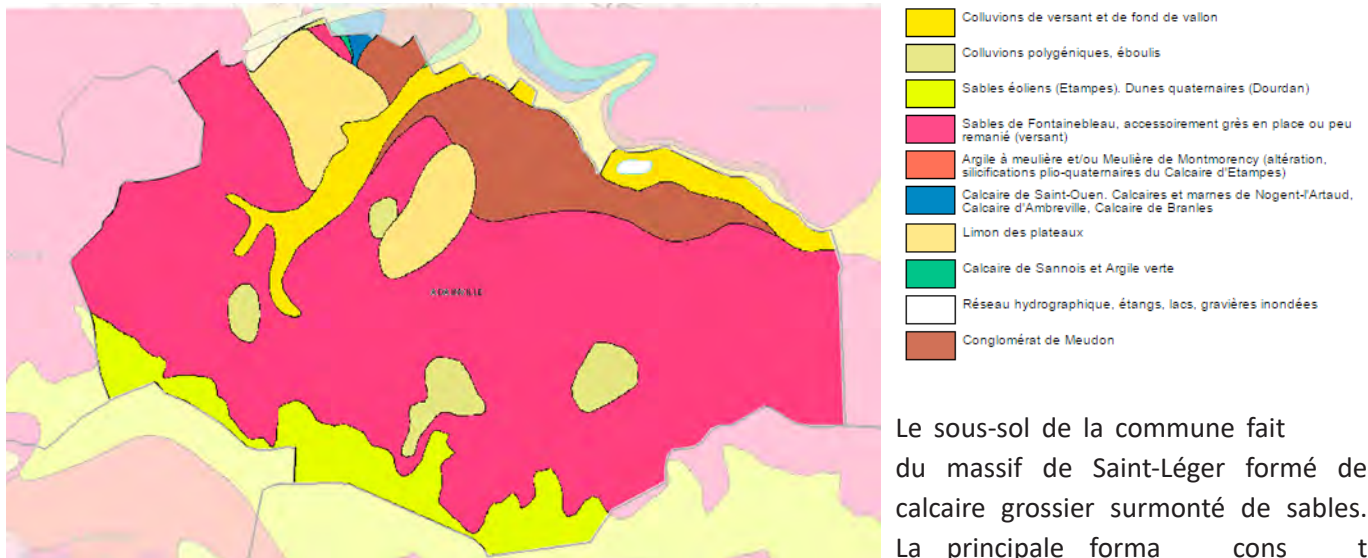 Colluvions de versant et de fond de vallon
Colluvions polygéniques, éboulis
Sables éoliens (Etampes). Dunes quaternaires (Dourdan)
Sables de Fontainebleau, accessoirement grès en place ou peu
remanié (versant)
Argile à meulière et/ou Meulière de Montmorency (altération,
silicifications plio-quaternaires du Calcaire d'Etampes)
Calcaire de Saint-Ouen. Calcaires et marnes de Nogent-l'Artaud,
Calcaire d'Ambreville, Calcaire de Branles
Limon des plateaux
Calcaire de Sannois et Argile verte
Réseau hydrographique, étangs, lacs, gravières inondées
Conglomérat de Meudon
Le sous-sol de la commune fait
du massif de Saint-Léger formé de
calcaire grossier surmonté de sables.
La principale forma cons t